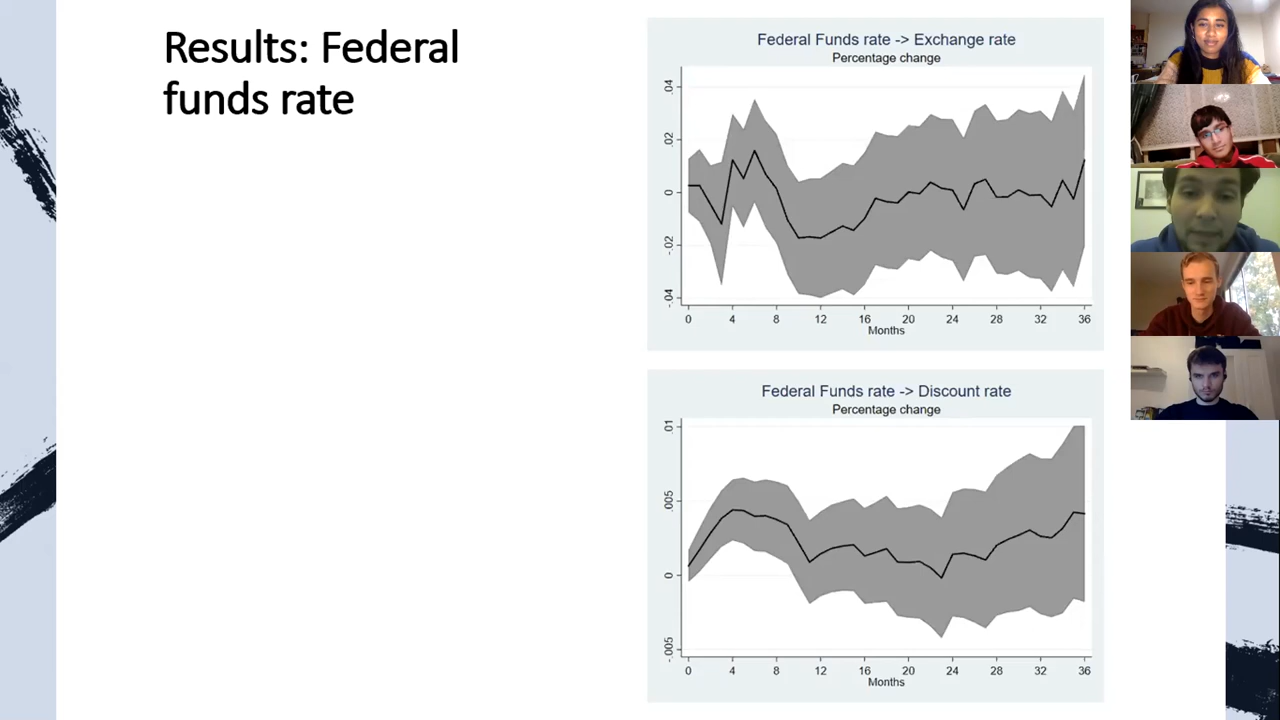 Results: Federal
funds rate
Federal Funds rate -> Exchange rate
Percentage change
.04
.02
0
-.02
-.04
0 4 8 12 16 20 24 28 32 36
Months
Federal Funds rate -> Discount rate
Percentage change
.01
.005
0
-.005
0 4 8 12 16 20 24 28 32 36
Months